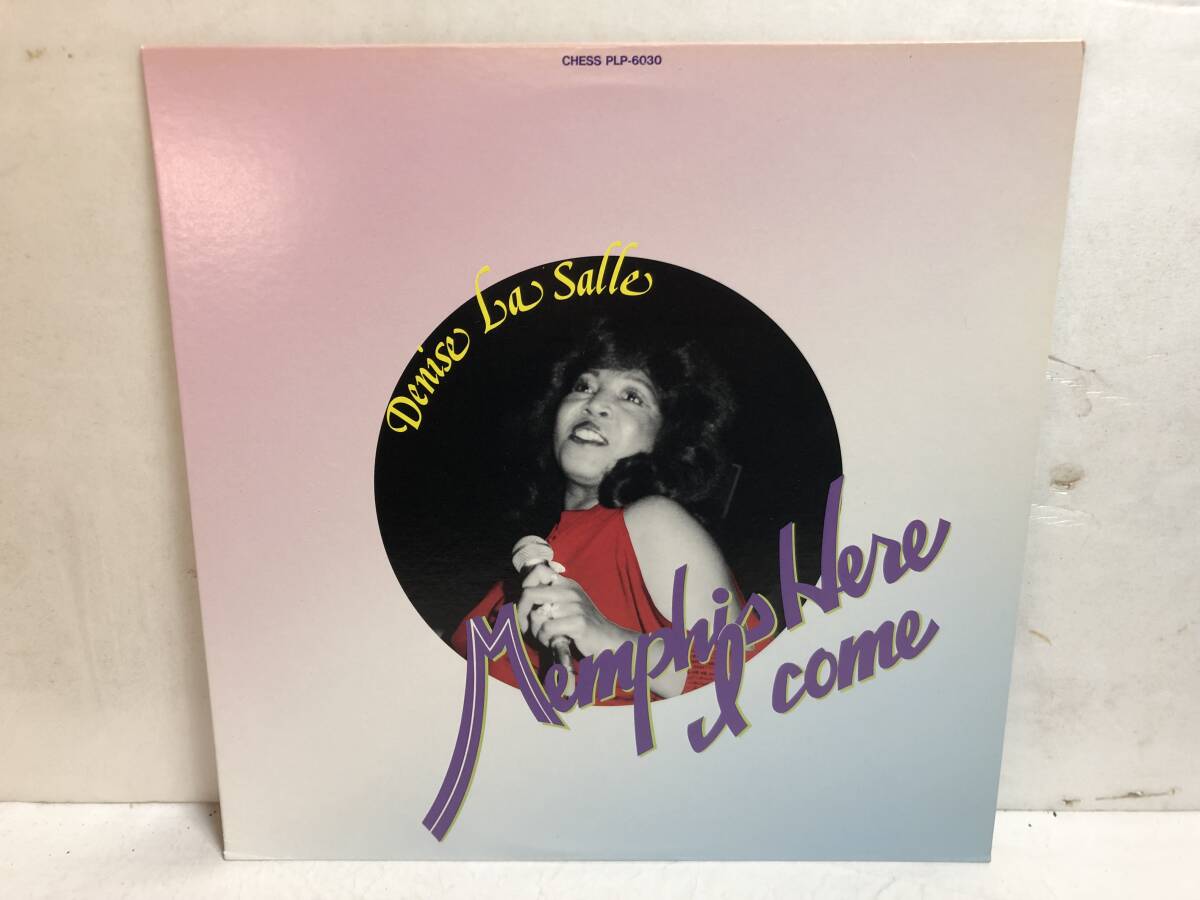 CHESS PLP-6030
Denise La Salle
Memphis Here
I come